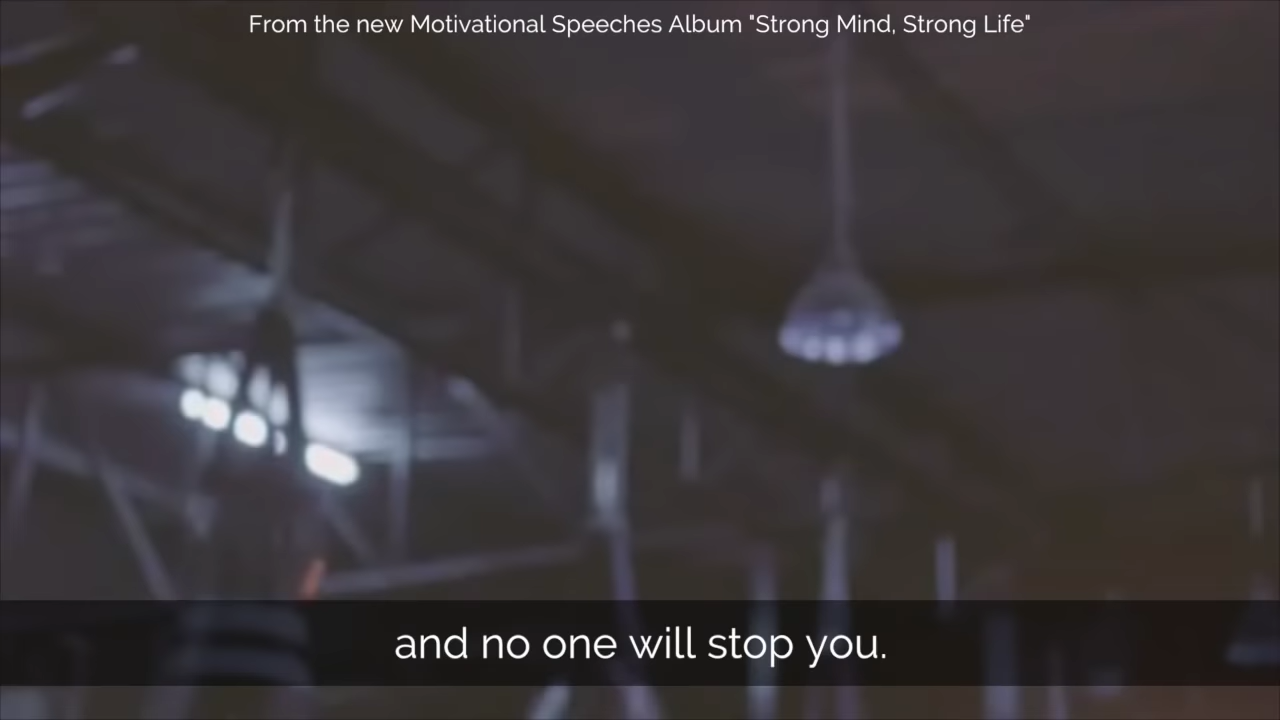 From the new Motivational Speeches Album "Strong Mind, Strong Life"
and no one will stop you.